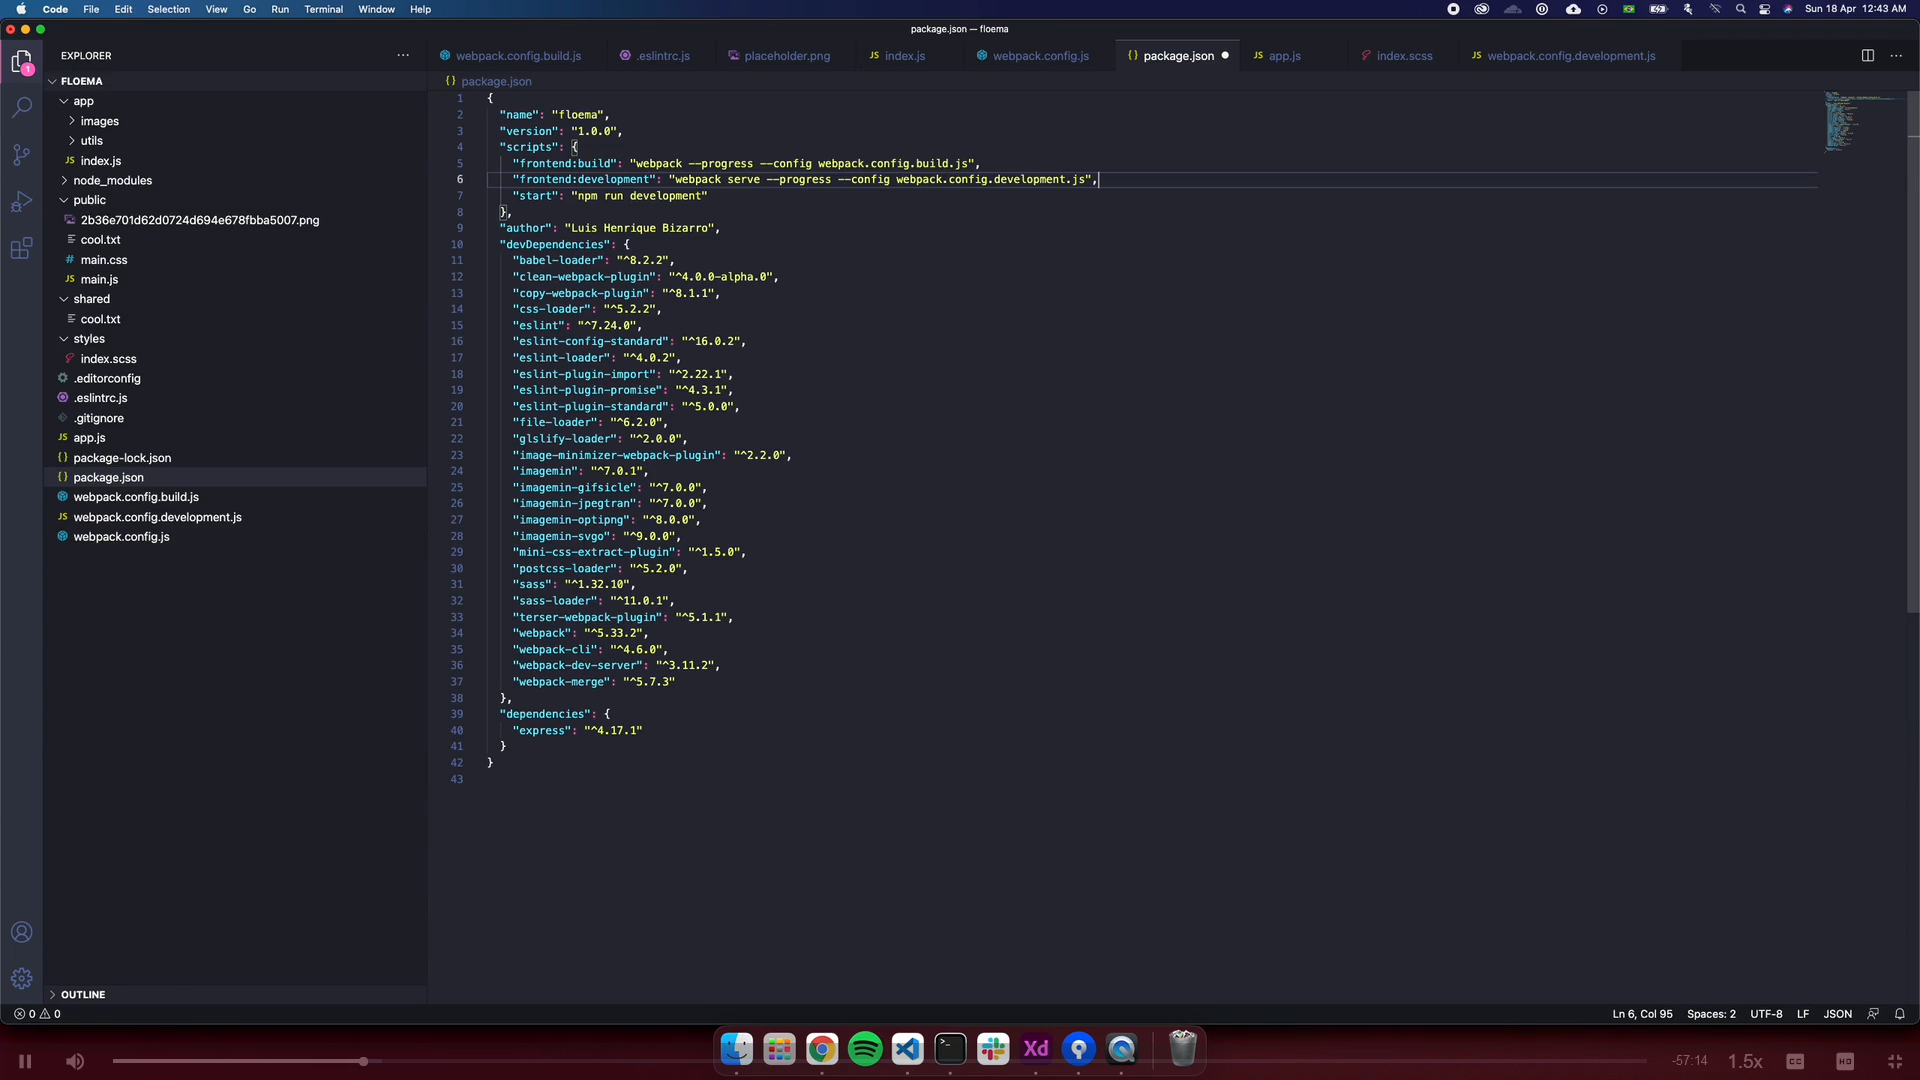 Code File Edit Selection View Go Run Terminal Window Help Sun 18 Apr 12:43 AM
package.json — floema
EXPLORER
webpack.config.build.js .eslintrc.js placeholder.png JS index.js webpack.config.js {} package.json JS app.js index.scss JS webpack.config.development.js
1
FLOEMA
{} package.json
app
images
utils
JS index.js
node_modules
public
2b36e701d62d0724d694e678fbba5007.png
cool.txt
# main.css
JS main.js
shared
cool.txt
styles
index.scss
.editorconfig
.eslintrc.js
.gitignore
JS app.js
{} package-lock.json
{} package.json
webpack.config.build.js
JS webpack.config.development.js
webpack.config.js
OUTLINE
1 {
2 "name": "floema",
3 "version": "1.0.0",
4 "scripts": {
5 "frontend:build": "webpack --progress --config webpack.config.build.js",
6 "frontend:development": "webpack serve --progress --config webpack.config.development.js",
7 "start": "npm run development"
8 },
9 "author": "Luis Henrique Bizarro",
10 "devDependencies": {
11 "babel-loader": "^8.2.2",
12 "clean-webpack-plugin": "^4.0.0-alpha.0",
13 "copy-webpack-plugin": "^8.1.1",
14 "css-loader": "^5.2.2",
15 "eslint": "^7.24.0",
16 "eslint-config-standard": "^16.0.2",
17 "eslint-loader": "^4.0.2",
18 "eslint-plugin-import": "^2.22.1",
19 "eslint-plugin-promise": "^4.3.1",
20 "eslint-plugin-standard": "^5.0.0",
21 "file-loader": "^6.2.0",
22 "glslify-loader": "^2.0.0",
23 "image-minimizer-webpack-plugin": "^2.2.0",
24 "imagemin": "^7.0.1",
25 "imagemin-gifsicle": "^7.0.0",
26 "imagemin-jpegtran": "^7.0.0",
27 "imagemin-optipng": "^8.0.0",
28 "imagemin-svgo": "^9.0.0",
29 "mini-css-extract-plugin": "^1.5.0",
30 "postcss-loader": "^5.2.0",
31 "sass": "^1.32.10",
32 "sass-loader": "^11.0.1",
33 "terser-webpack-plugin": "^5.1.1",
34 "webpack": "^5.33.2",
35 "webpack-cli": "^4.6.0",
36 "webpack-dev-server": "^3.11.2",
37 "webpack-merge": "^5.7.3"
38 },
39 "dependencies": {
40 "express": "^4.17.1"
41 }
42 }
43
0 0 Ln 6, Col 95 Spaces: 2 UTF-8 LF JSON
Xd
-57:14 1.5x CC HD